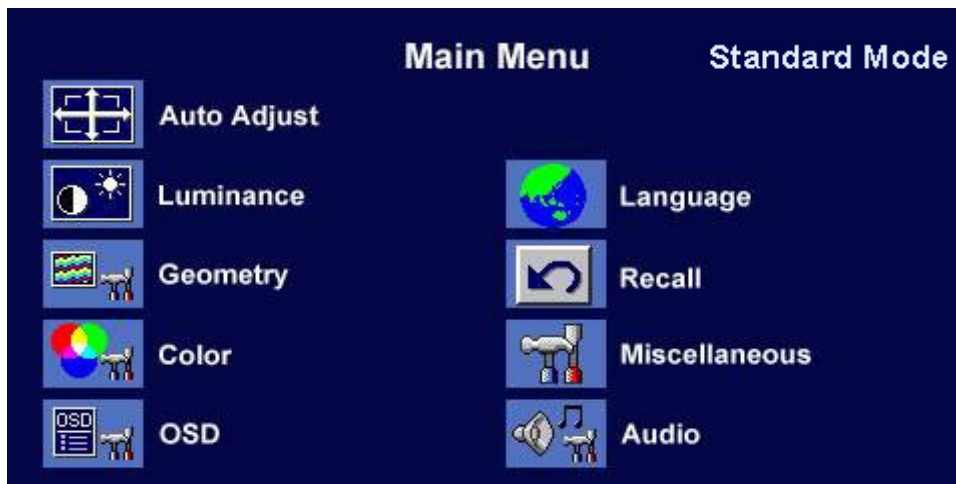 Main Menu
Standard Mode
Auto Adjust
Luminance
Language
Geometry
Recall
Color
Miscellaneous
OSD
OSD
Audio